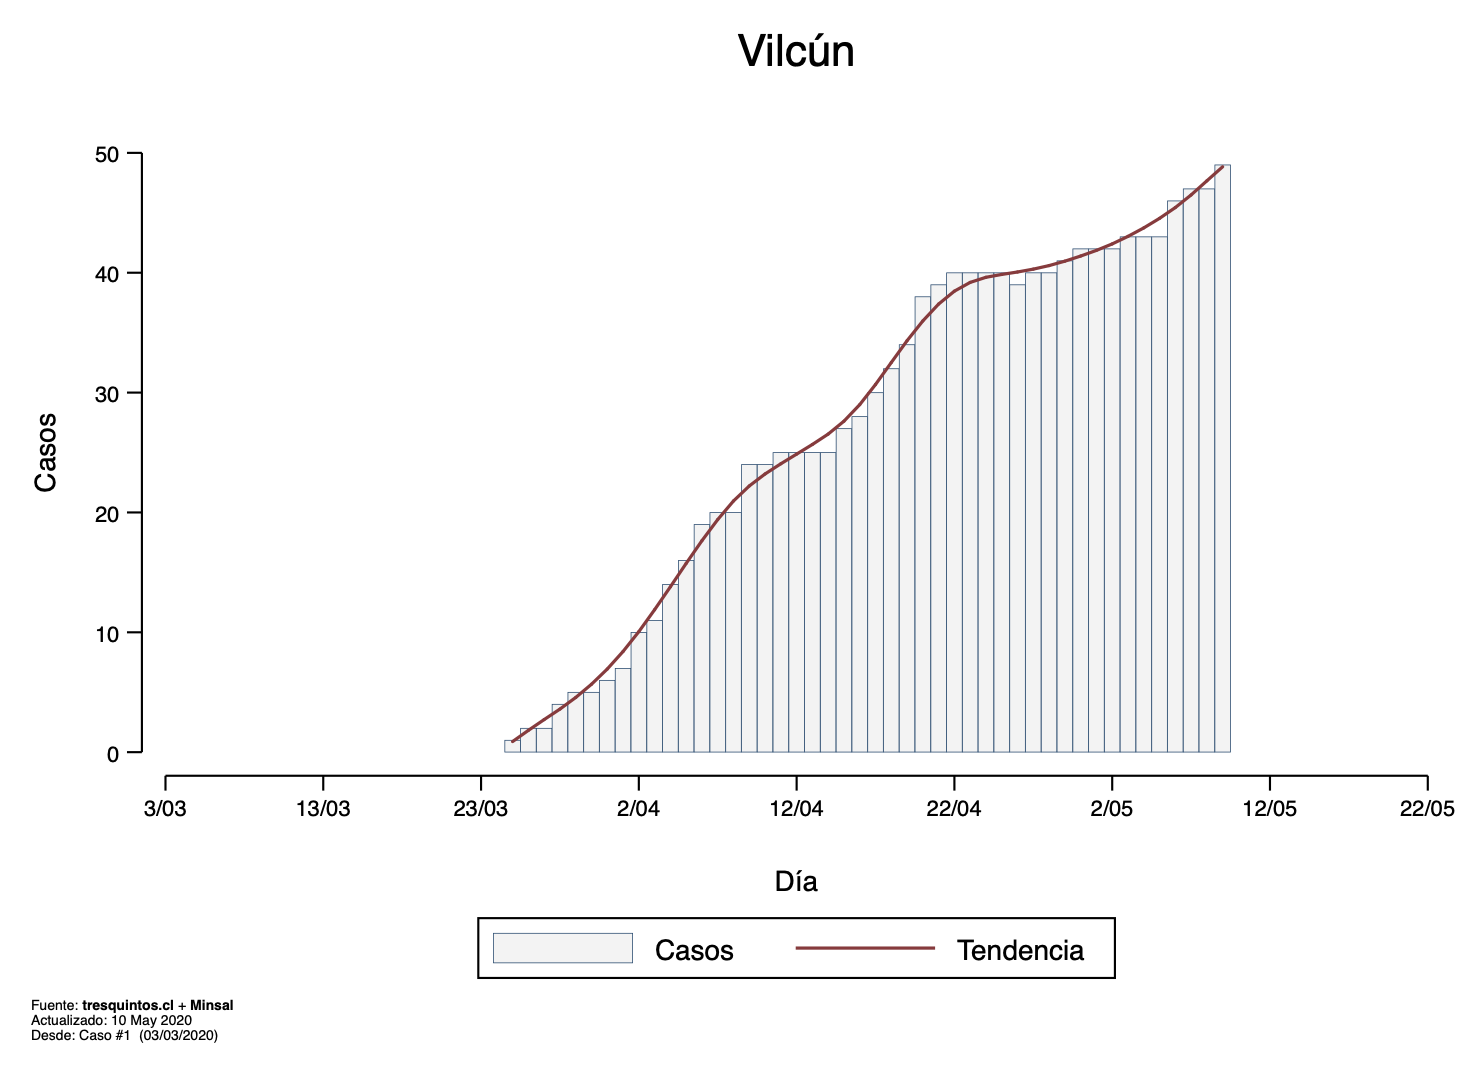 Vilcún
50
40
30
20
10
0
Casos
3/03 13/03 23/03 2/04 12/04 22/04 2/05 12/05 22/05
Día
Casos Tendencia
Fuente: tresquintos.cl + Minsal
Actualizado: 10 May 2020
Desde: Caso #1 (03/03/2020)